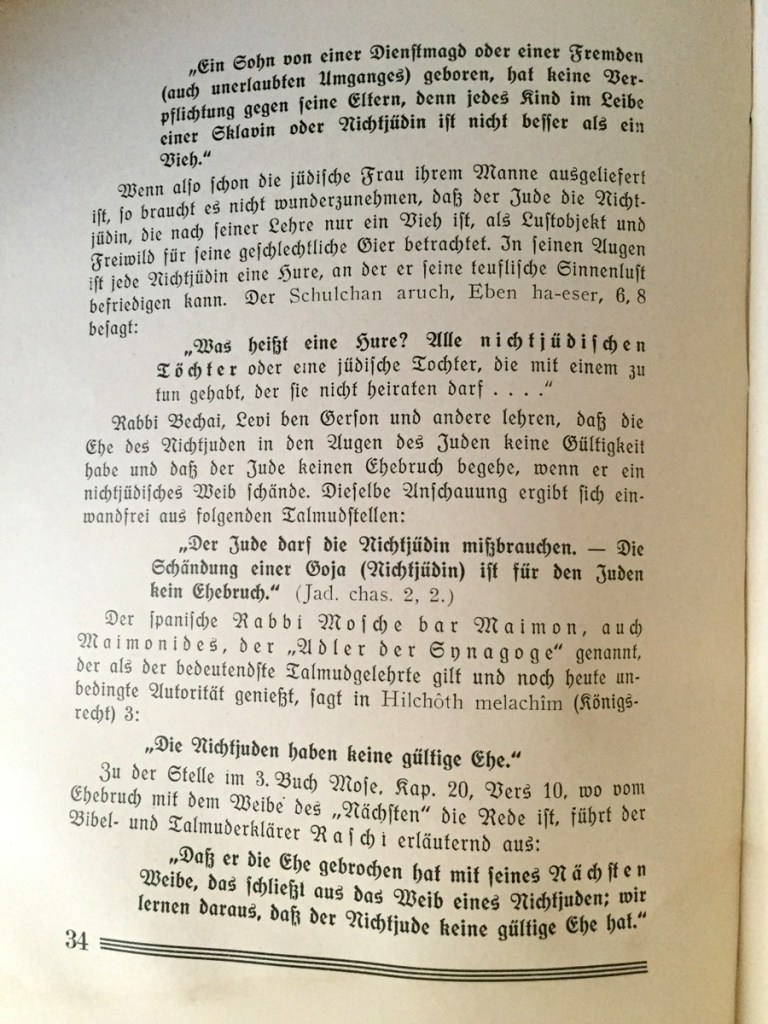 „Ein Sohn von einer Dienstmagd oder einer Fremden
(auch unerlaubten Umganges) geboren, hat keine Ver-
pflichtung gegen seine Eltern, denn jedes Kind im Leibe
einer Sklavin oder Nichtjüdin ist nicht besser als ein
Vieh.“
Wenn also schon die jüdische Frau ihrem Manne ausgeliefert
ist, so braucht es nicht wunderzunehmen, daß der Jude die Nicht-
jüdin, die nach seiner Lehre nur ein Vieh ist, als Lustobjekt und
Freiwild für seine geschlechtliche Gier betrachtet. In seinen Augen
ist jede Nichtjüdin eine Hure, an der er seine teuflische Sinnenlust
befriedigen kann. Der Schulchan aruch, Eben ha-eser, 6, 8
besagt:
„Was heißt eine Hure? Alle nichtjüdischen
Töchter oder eine jüdische Tochter, die mit einem zu
tun gehabt, der sie nicht heiraten darf . . . .“
Rabbi Bechai, Levi ben Gerson und andere lehren, daß die
Ehe des Nichtjuden in den Augen des Juden keine Gültigkeit
habe und daß der Jude keinen Ehebruch begehe, wenn er ein
nichtjüdisches Weib schände. Dieselbe Anschauung ergibt sich ein-
wandfrei aus folgenden Talmudstellen:
„Der Jude darf die Nichtjüdin mißbrauchen. — Die
Schändung einer Goja (Nichtjüdin) ist für den Juden
kein Ehebruch.“ (Jad. chas. 2, 2.)
Der spanische Rabbi Mosche bar Maimon, auch
Maimonides, der „Adler der Synagoge“ genannt,
der als der bedeutendste Talmudgelehrte gilt und noch heute un-
bedingte Autorität genießt, sagt in Hilchôth melachîm (Königs-
recht) 3:
„Die Nichtjuden haben keine gültige Ehe.“
Zu der Stelle im 3. Buch Mose, Kap. 20, Vers 10, wo vom
Ehebruch mit dem Weibe des „Nächsten“ die Rede ist, führt der
Bibel- und Talmuderklärer Raschi erläuternd aus:
„Daß er die Ehe gebrochen hat mit seines Nächsten
Weibe, das schließt aus das Weib eines Nichtjuden; wir
lernen daraus, daß der Nichtjude keine gültige Ehe hat.“
34